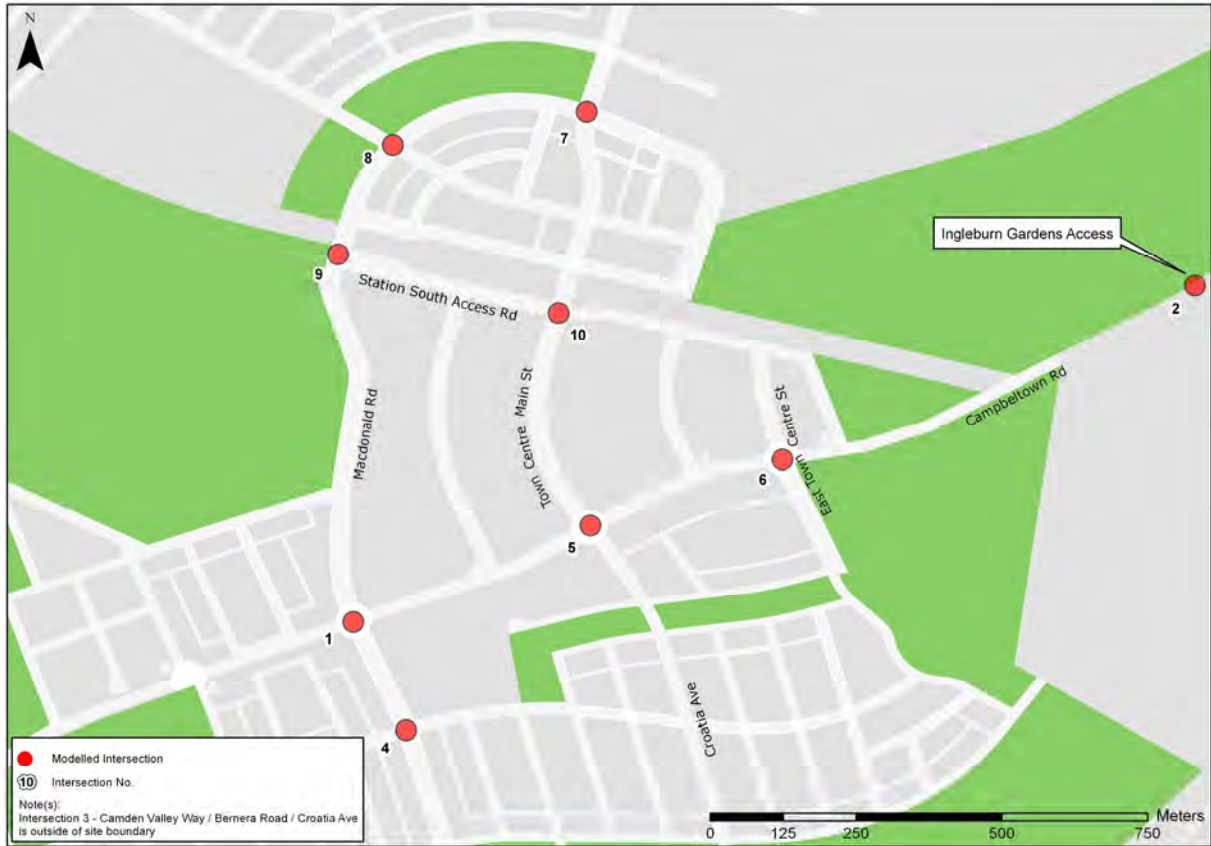 N
7
8
Ingleburn Gardens Access
9
Station South Access Rd
2
10
Macdonald Rd
Town Centre Main St
East Town Centre St
Campbeltown Rd
6
5
1
Croatia Ave
4
Modelled Intersection
10 Intersection No.
Note(s):
Intersection 3 - Camden Valley Way / Bernera Road / Croatia Ave
is outside of site boundary
Meters
0 125 250 500 750